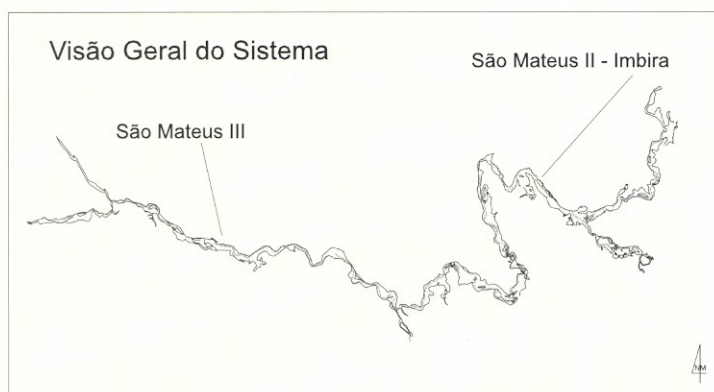 Visão Geral do Sistema
São Mateus II - Imbira
São Mateus III
NM